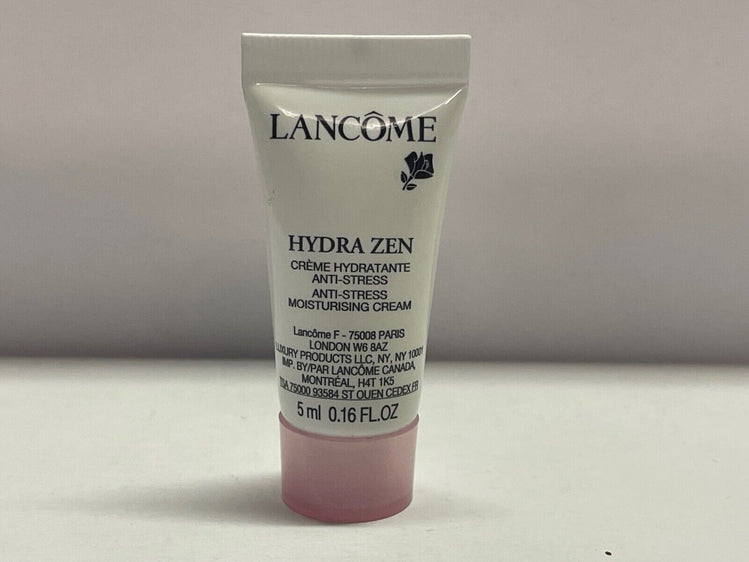 LANCÔME
HYDRA ZEN
CRÈME HYDRATANTE
ANTI-STRESS
ANTI-STRESS
MOISTURISING CREAM
Lancôme F - 75008 PARIS
LONDON W6 8AZ
LUXURY PRODUCTS LLC, NY, NY 10001
IMP. BY/PAR LANCÔME CANADA,
MONTRÉAL, H4T 1K5
TSA 75000 93584 ST OUEN CEDEX FR
5 ml 0.16 FL.OZ